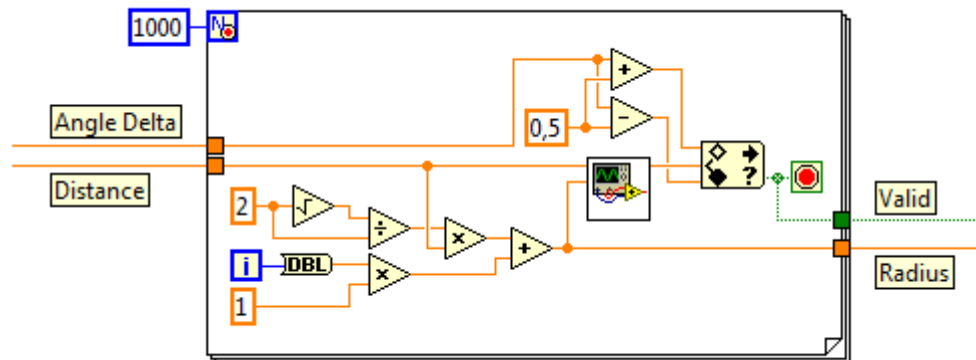 1000
N
Angle Delta
0,5
Distance
?
Valid
2
i
DBL
Radius
1